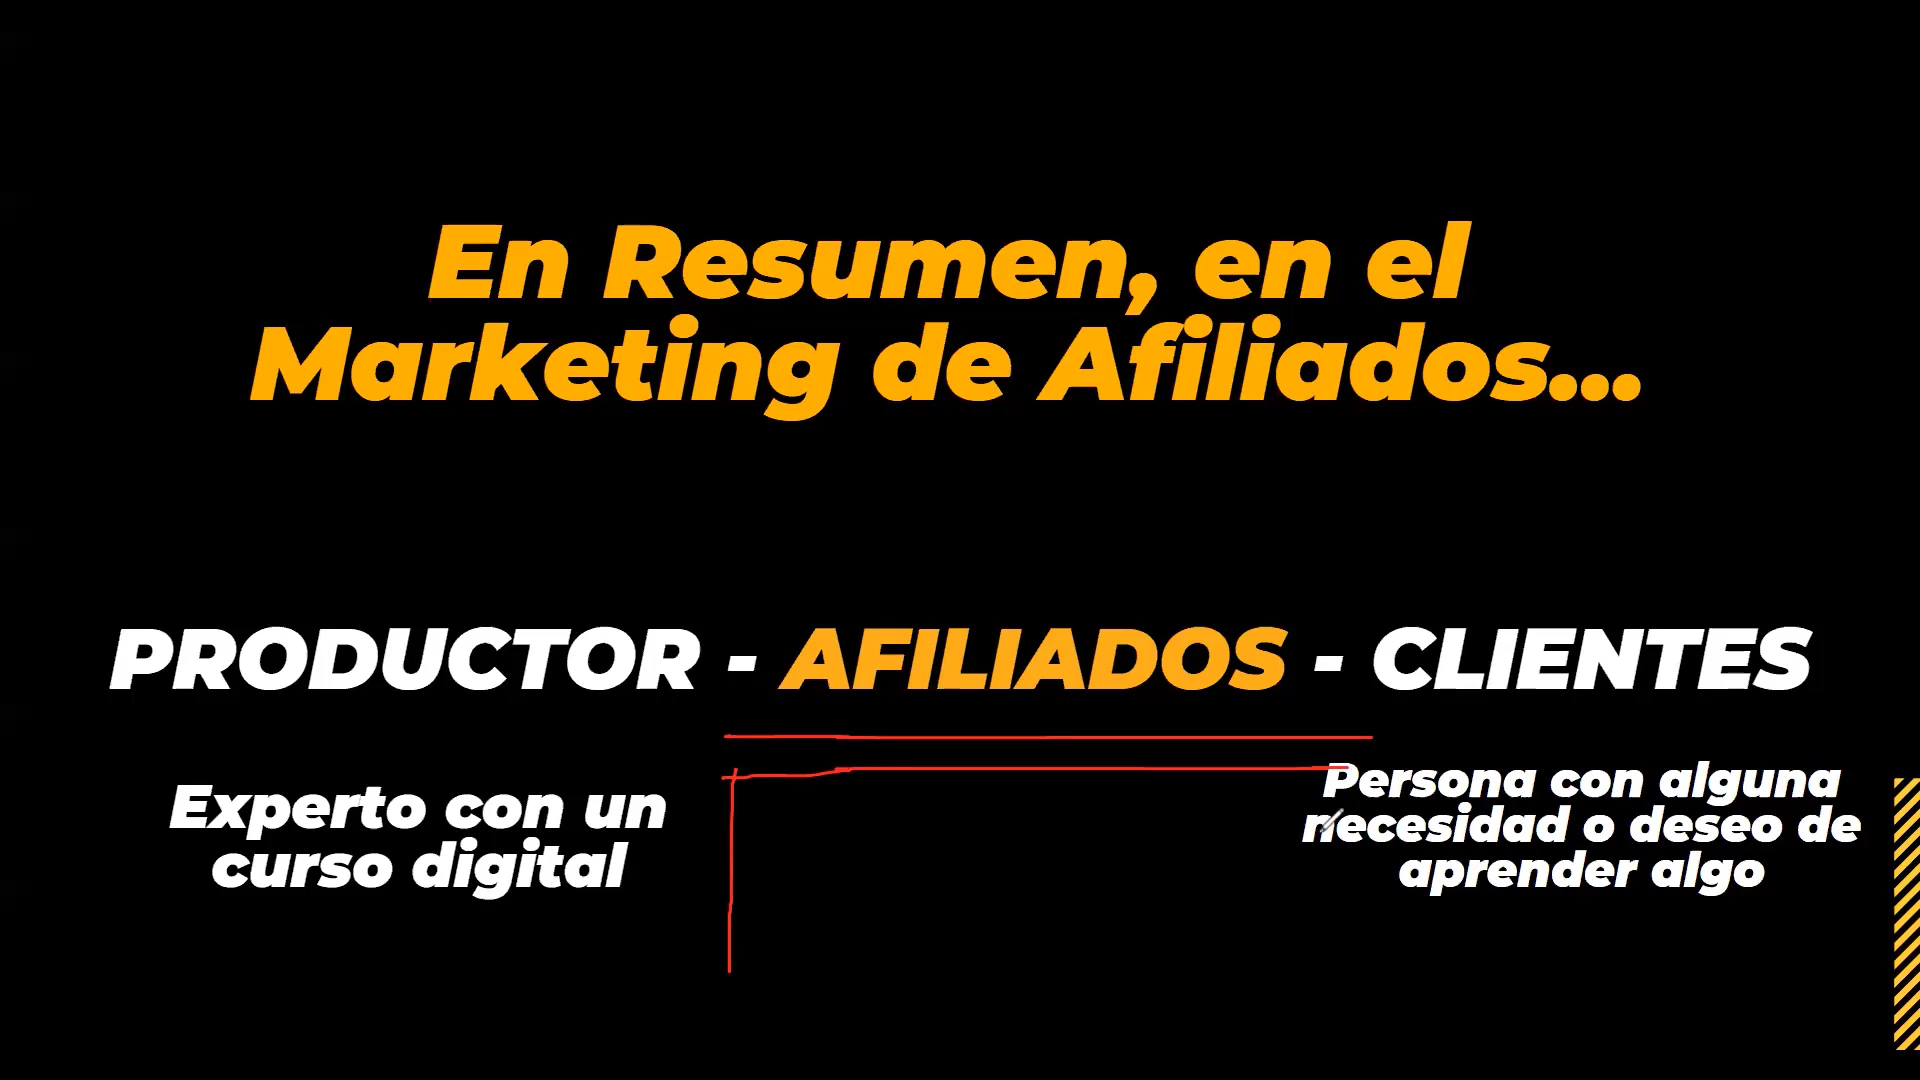 En Resumen, en el
Marketing de Afiliados...
PRODUCTOR - AFILIADOS - CLIENTES
Experto con un
curso digital
Persona con alguna
necesidad o deseo de
aprender algo